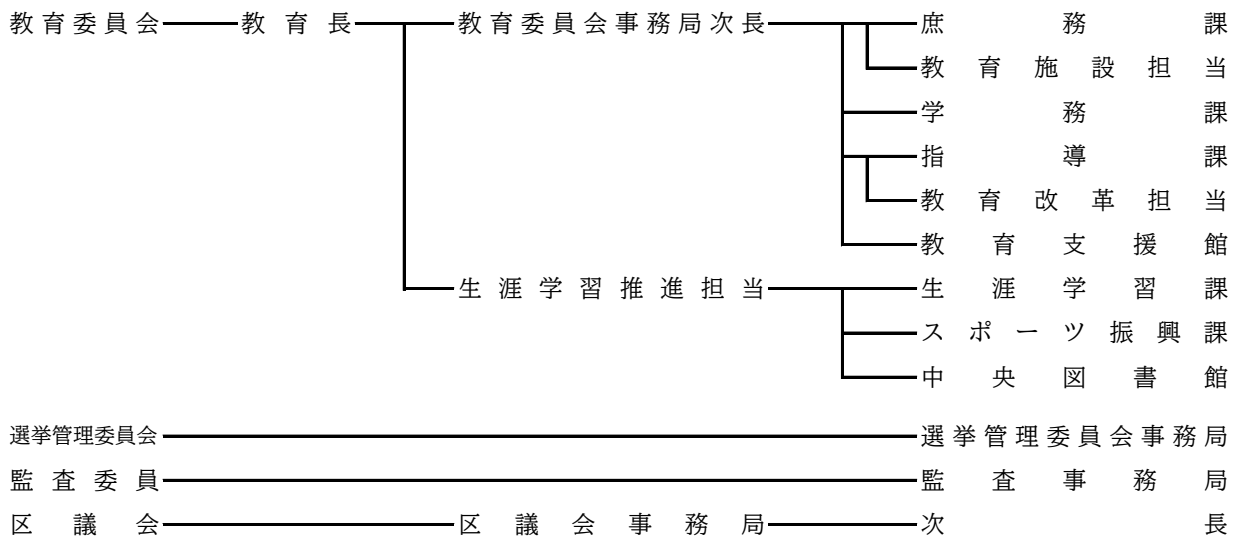 教育委員会 教育長 教育委員会事務局次長 庶務課
教育施設担当
学務課
指導課
教育改革担当
教育支援館
生涯学習推進担当 生涯学習課
スポーツ振興課
中央図書館
選挙管理委員会 選挙管理委員会事務局
監査委員 監査事務局
区議会 区議会事務局 次長